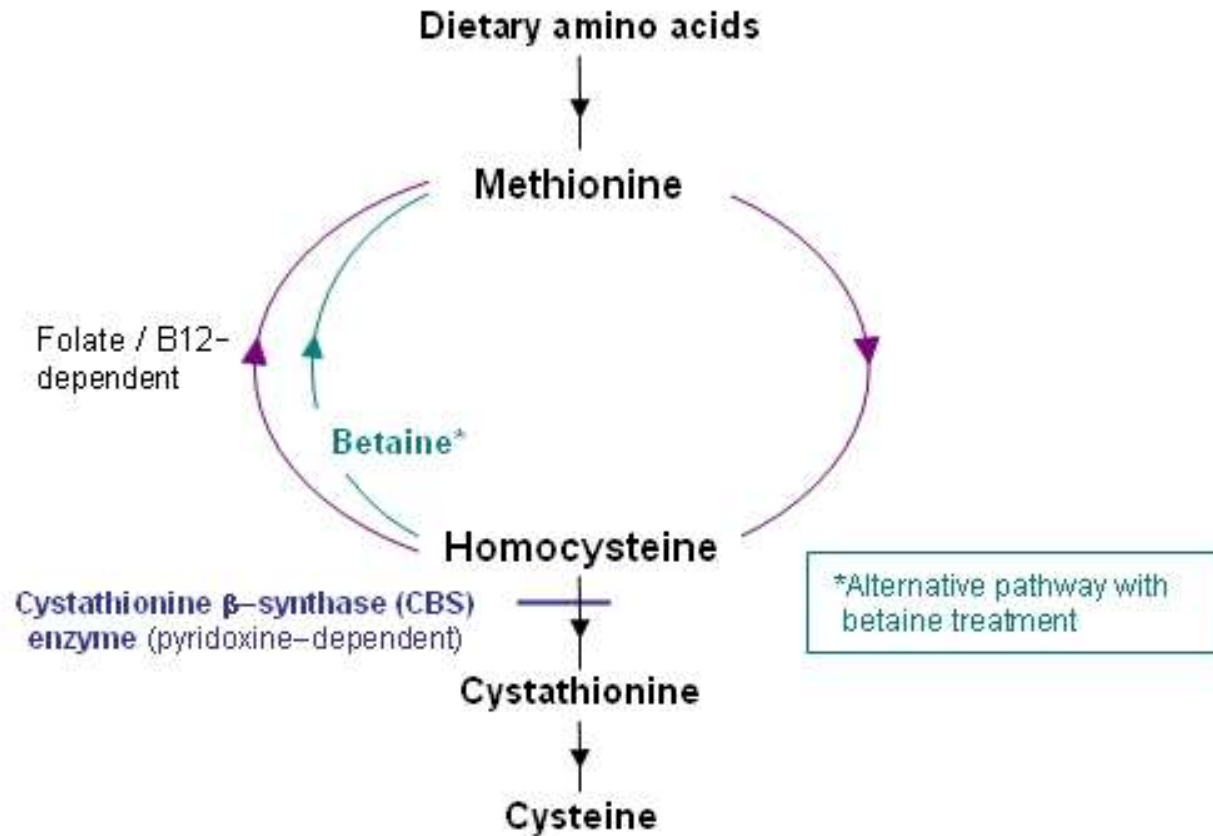 Dietary amino acids
Methionine
Folate / B12-
dependent
Betaine*
Homocysteine
Cystathionine β-synthase (CBS)
enzyme (pyridoxine-dependent)
*Alternative pathway with
betaine treatment
Cystathionine
Cysteine